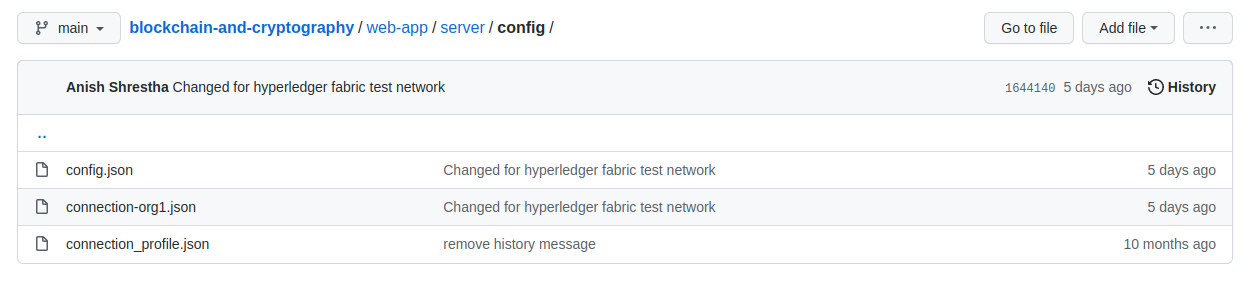 main blockchain-and-cryptography / web-app / server / config / Go to file Add file ...
Anish Shrestha Changed for hyperledger fabric test network 1644140 5 days ago History
..
config.json Changed for hyperledger fabric test network 5 days ago
connection-org1.json Changed for hyperledger fabric test network 5 days ago
connection_profile.json remove history message 10 months ago